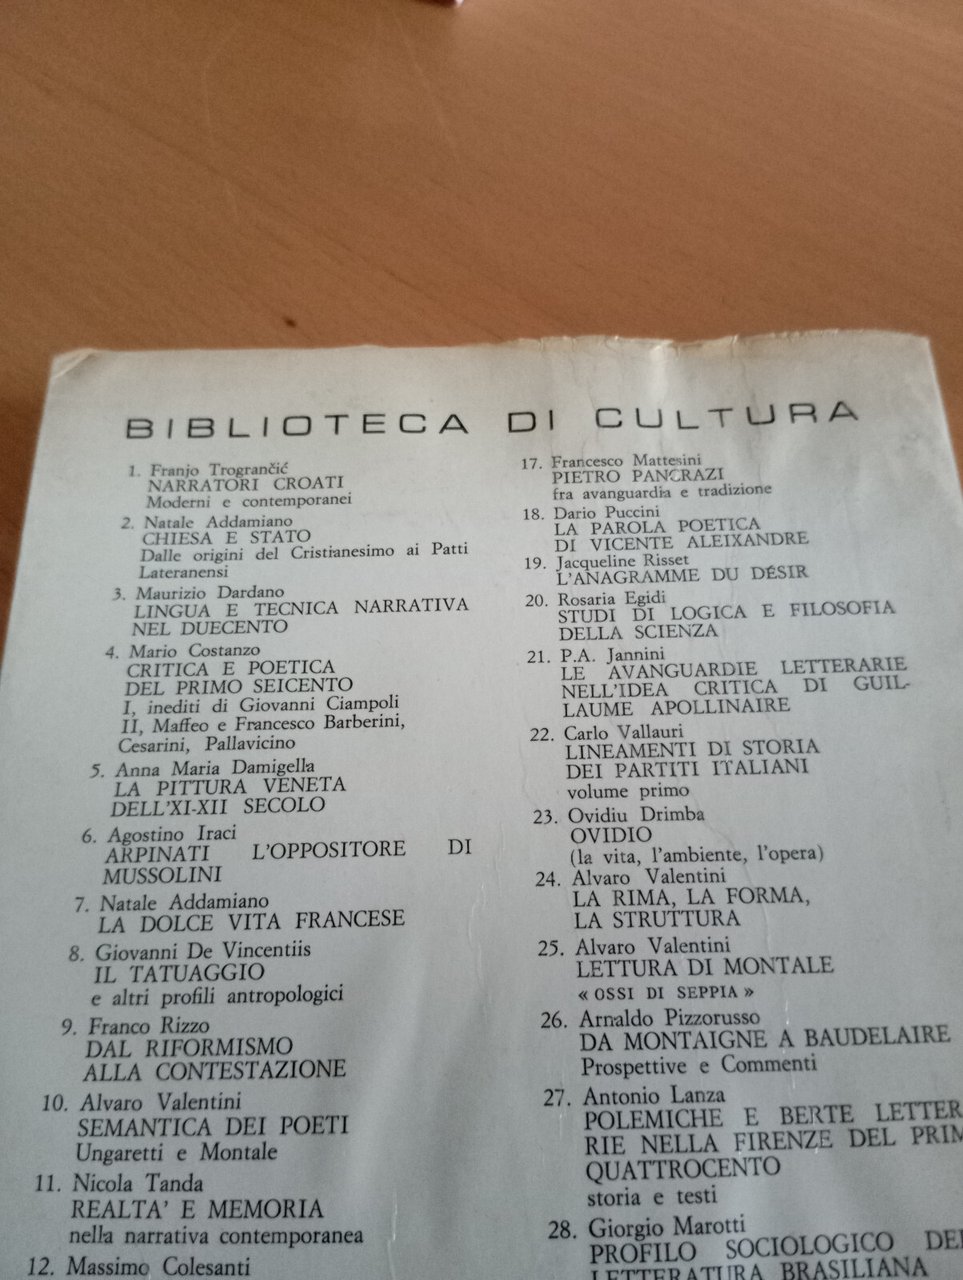 BIBLIOTECA DI CULTURA
1. Franjo Trogrančić
NARRATORI CROATI
Moderni e contemporanei
2. Natale Addamiano
CHIESA E STATO
Dalle origini del Cristianesimo ai Patti
Lateranensi
3. Maurizio Dardano
LINGUA E TECNICA NARRATIVA
NEL DUECENTO
4. Mario Costanzo
CRITICA E POETICA
DEL PRIMO SEICENTO
I, inediti di Giovanni Ciampoli
II, Maffeo e Francesco Barberini,
Cesarini, Pallavicino
5. Anna Maria Damigella
LA PITTURA VENETA
DELL'XI-XII SECOLO
6. Agostino Iraci
ARPINATI L'OPPOSITORE DI
MUSSOLINI
7. Natale Addamiano
LA DOLCE VITA FRANCESE
8. Giovanni De Vincentiis
IL TATUAGGIO
e altri profili antropologici
9. Franco Rizzo
DAL RIFORMISMO
ALLA CONTESTAZIONE
10. Alvaro Valentini
SEMANTICA DEI POETI
Ungaretti e Montale
11. Nicola Tanda
REALTA' E MEMORIA
nella narrativa contemporanea
12. Massimo Colesanti
17. Francesco Mattesini
PIETRO PANCRAZI
fra avanguardia e tradizione
18. Dario Puccini
LA PAROLA POETICA
DI VICENTE ALEIXANDRE
19. Jacqueline Risset
L'ANAGRAMME DU DÉSIR
20. Rosaria Egidi
STUDI DI LOGICA E FILOSOFIA
DELLA SCIENZA
21. P.A. Jannini
LE AVANGUARDIE LETTERARIE
NELL'IDEA CRITICA DI GUIL-
LAUME APOLLINAIRE
22. Carlo Vallauri
LINEAMENTI DI STORIA
DEI PARTITI ITALIANI
volume primo
23. Ovidiu Drimba
OVIDIO
(la vita, l'ambiente, l'opera)
24. Alvaro Valentini
LA RIMA, LA FORMA,
LA STRUTTURA
25. Alvaro Valentini
LETTURA DI MONTALE
« OSSI DI SEPPIA »
26. Arnaldo Pizzorusso
DA MONTAIGNE A BAUDELAIRE
Prospettive e Commenti
27. Antonio Lanza
POLEMICHE E BERTE LETTER
RIE NELLA FIRENZE DEL PRIM
QUATTROCENTO
storia e testi
28. Giorgio Marotti
PROFILO SOCIOLOGICO DE
LETTERATURA BRASILIANA